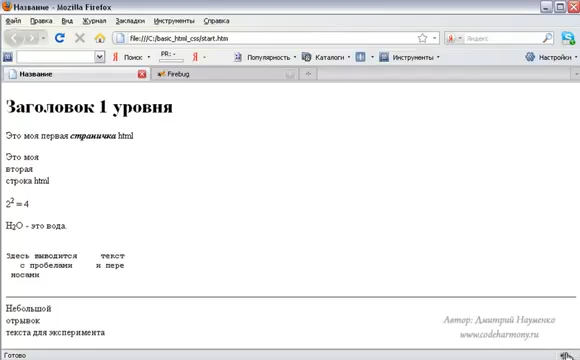 Название - Mozilla Firefox
Файл Правка Вид Журнал Закладки Инструменты Справка
file:///C:/basic_html_css/start.htm Яндекс
Поиск PR: - Я Популярность Каталоги Инструменты Настройки
Название Firebug
Заголовок 1 уровня
Это моя первая страничка html
Это моя
вторая
строка html
2² = 4
H₂O - это вода.
Здесь выводится текст
с пробелами и пере
носами
Небольшой
отрывок
текста для эксперимента
Автор: Дмитрий Науменко
www.codeharmony.ru
Готово